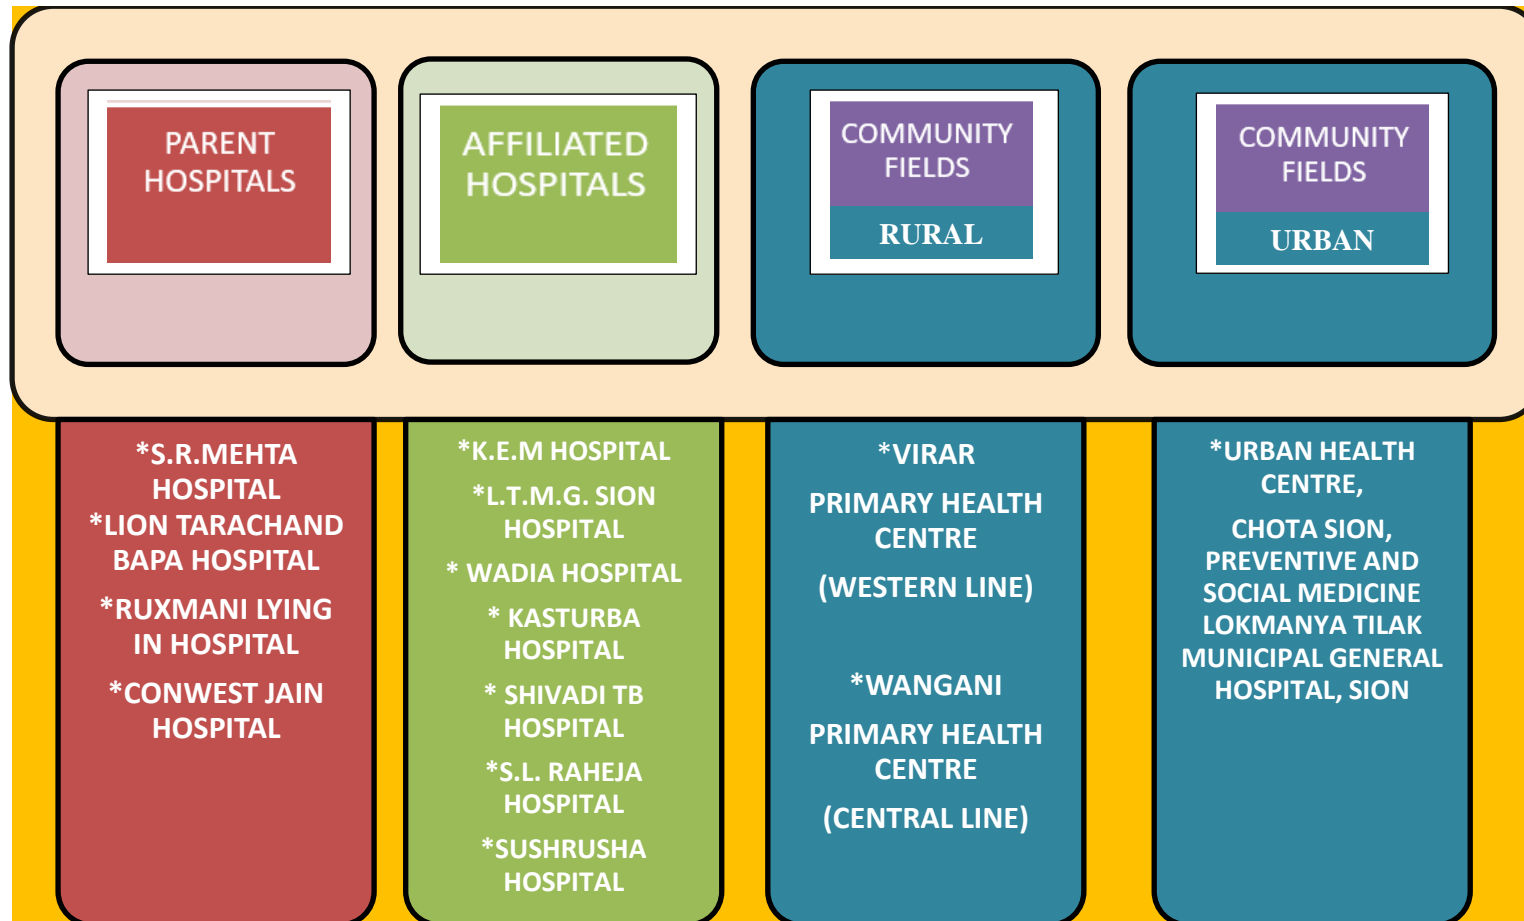 PARENT
HOSPITALS
AFFILIATED
HOSPITALS
COMMUNITY
FIELDS
RURAL
COMMUNITY
FIELDS
URBAN
*S.R.MEHTA
HOSPITAL
*LION TARACHAND
BAPA HOSPITAL
*RUXMANI LYING
IN HOSPITAL
*CONWEST JAIN
HOSPITAL
*K.E.M HOSPITAL
*L.T.M.G. SION
HOSPITAL
* WADIA HOSPITAL
* KASTURBA
HOSPITAL
* SHIVADI TB
HOSPITAL
*S.L. RAHEJA
HOSPITAL
*SUSHRUSHA
HOSPITAL
*VIRAR
PRIMARY HEALTH
CENTRE
(WESTERN LINE)
*WANGANI
PRIMARY HEALTH
CENTRE
(CENTRAL LINE)
*URBAN HEALTH
CENTRE,
CHOTA SION,
PREVENTIVE AND
SOCIAL MEDICINE
LOKMANYA TILAK
MUNICIPAL GENERAL
HOSPITAL, SION